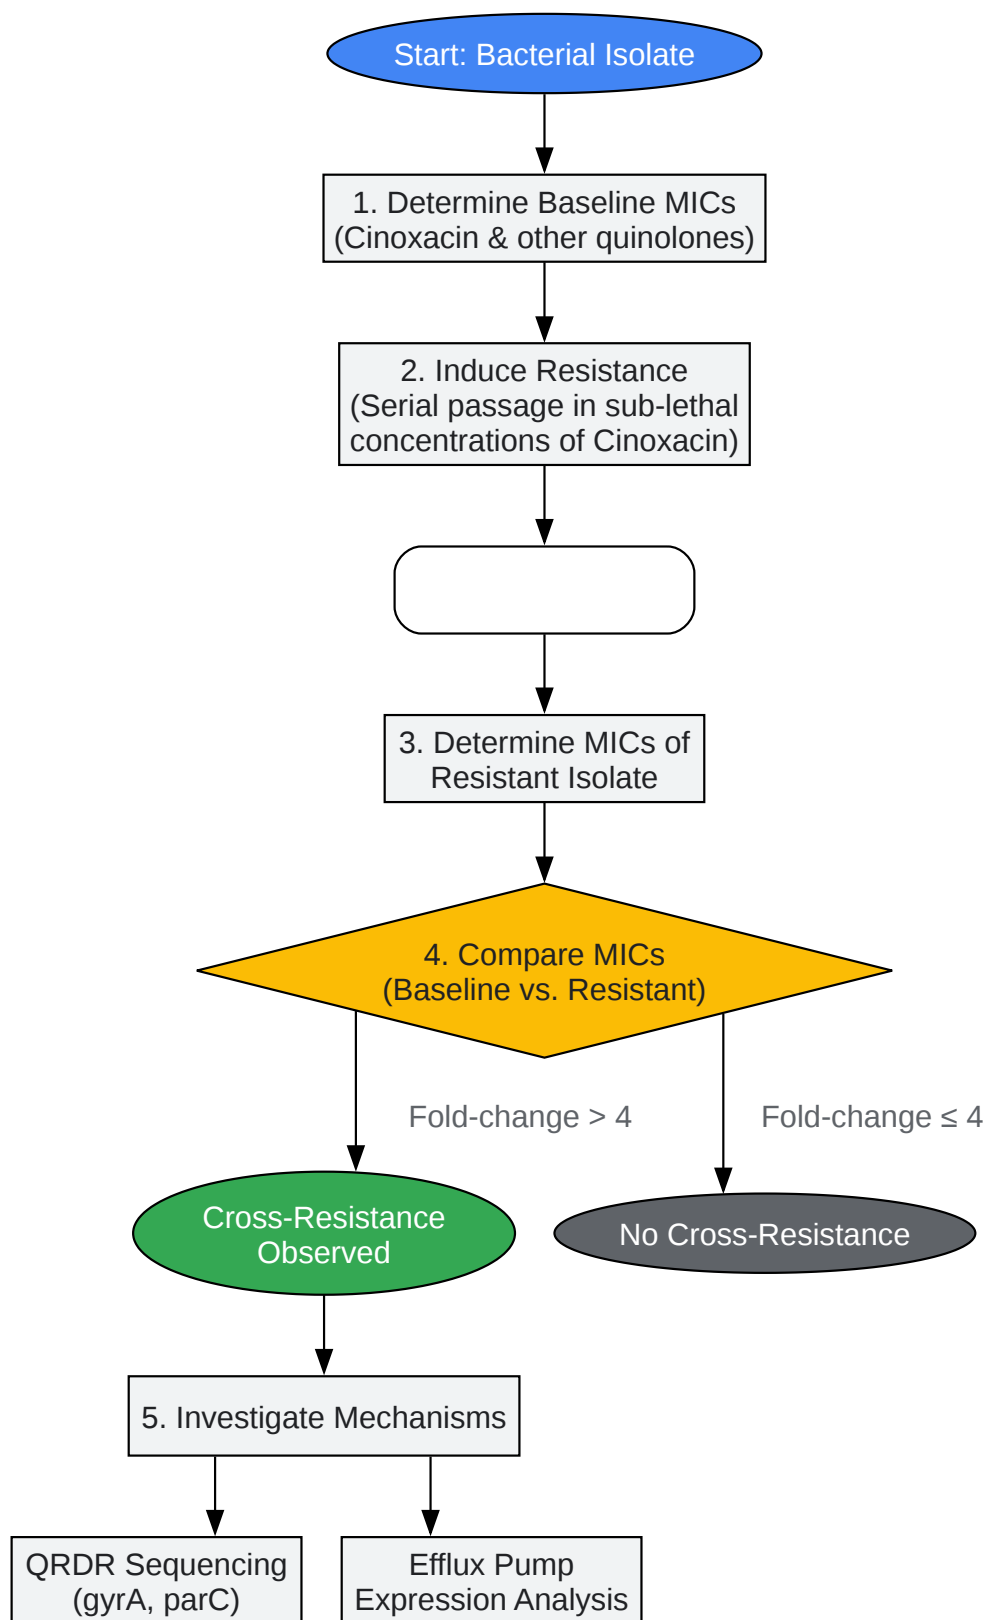 Start: Bacterial Isolate
1. Determine Baseline MICs
(Cinoxacin & other quinolones)
2. Induce Resistance
(Serial passage in sub-lethal
concentrations of Cinoxacin)
3. Determine MICs of
Resistant Isolate
4. Compare MICs
(Baseline vs. Resistant)
Fold-change > 4
Fold-change ≤ 4
Cross-Resistance
Observed
No Cross-Resistance
5. Investigate Mechanisms
QRDR Sequencing
(gyrA, parC)
Efflux Pump
Expression Analysis